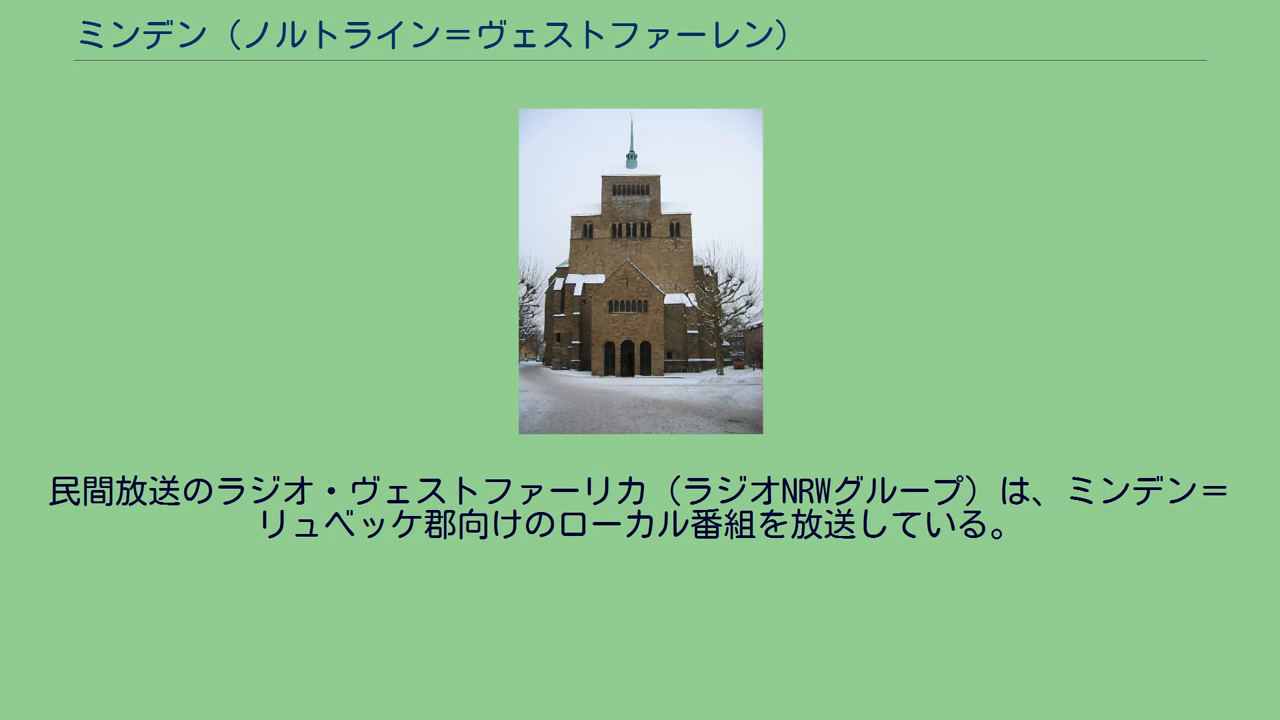 ミンデン（ノルトライン＝ヴェストファーレン）
民間放送のラジオ・ヴェストファーリカ（ラジオNRWグループ）は、ミンデン＝
リュベッケ郡向けのローカル番組を放送している。